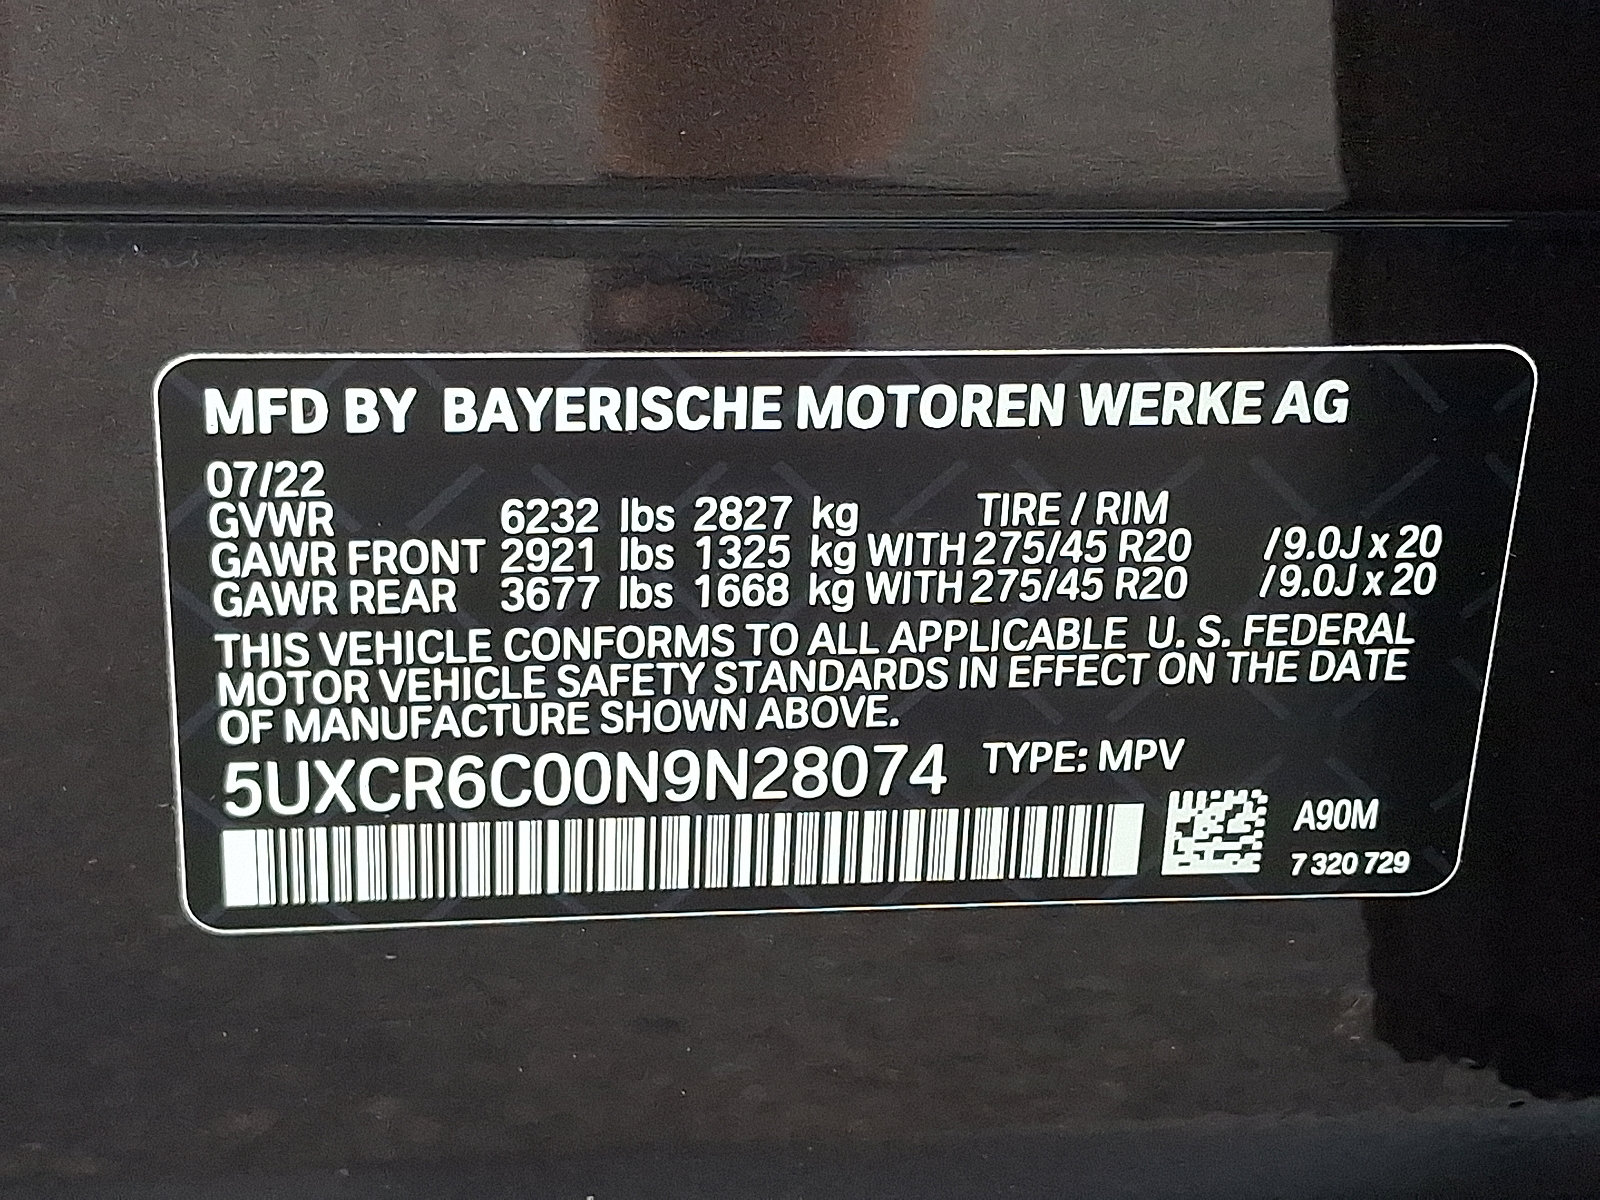 MFD BY BAYERISCHE MOTOREN WERKE AG
07/22
GVWR 6232 lbs 2827 kg TIRE / RIM
GAWR FRONT 2921 lbs 1325 kg WITH 275/45 R20 /9.0J x 20
GAWR REAR 3677 lbs 1668 kg WITH 275/45 R20 /9.0J x 20
THIS VEHICLE CONFORMS TO ALL APPLICABLE U. S. FEDERAL
MOTOR VEHICLE SAFETY STANDARDS IN EFFECT ON THE DATE
OF MANUFACTURE SHOWN ABOVE.
5UXCR6C00N9N28074 TYPE: MPV
A90M
7 320 729